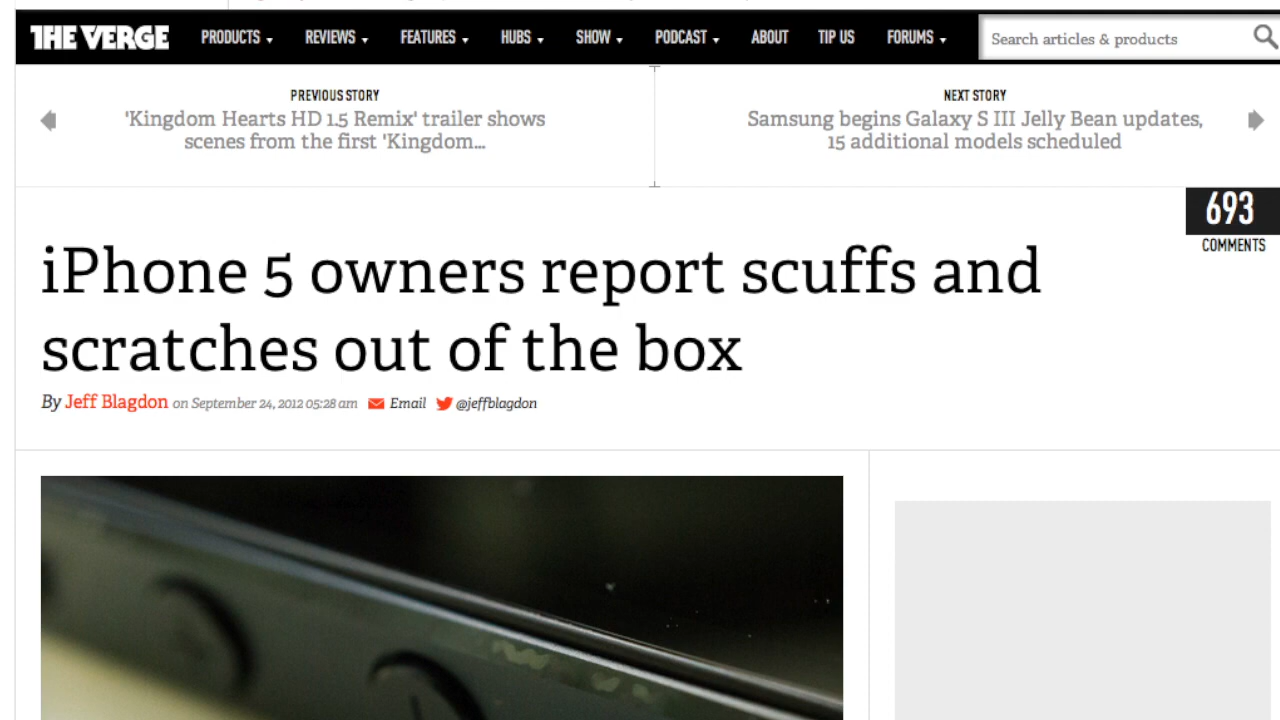 THE VERGE PRODUCTS REVIEWS FEATURES HUBS SHOW PODCAST ABOUT TIP US FORUMS Search articles & products
PREVIOUS STORY
'Kingdom Hearts HD 1.5 Remix' trailer shows
scenes from the first 'Kingdom...
NEXT STORY
Samsung begins Galaxy S III Jelly Bean updates,
15 additional models scheduled
693
COMMENTS
iPhone 5 owners report scuffs and
scratches out of the box
By Jeff Blagdon on September 24, 2012 05:28 am Email @jeffblagdon